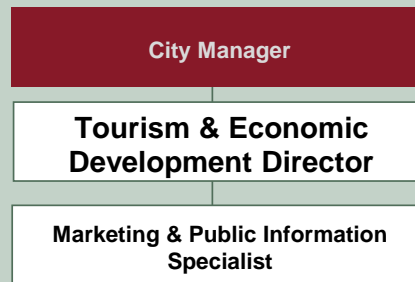 City Manager
Tourism & Economic
Development Director
Marketing & Public Information
Specialist